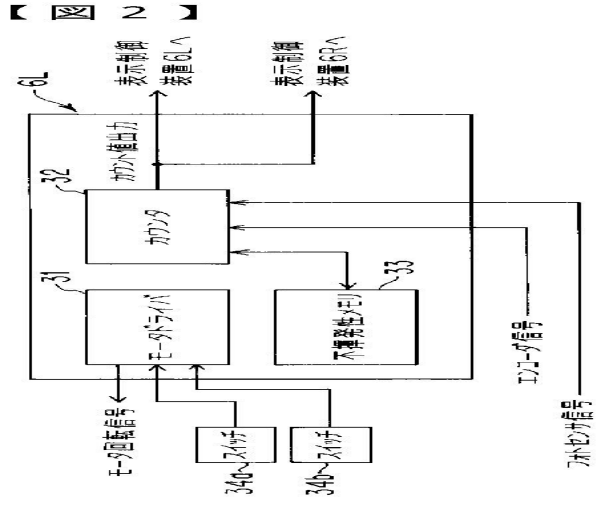 【図2】
表示制御
装置6Lへ
表示制御
装置6Rへ
6L
カウント値出力
32
カウンタ
31
モータドライバ
33
不揮発性メモリ
モータ回転信号
スイッチ
34a
スイッチ
34b
エンコーダ信号
フォトセンサ信号